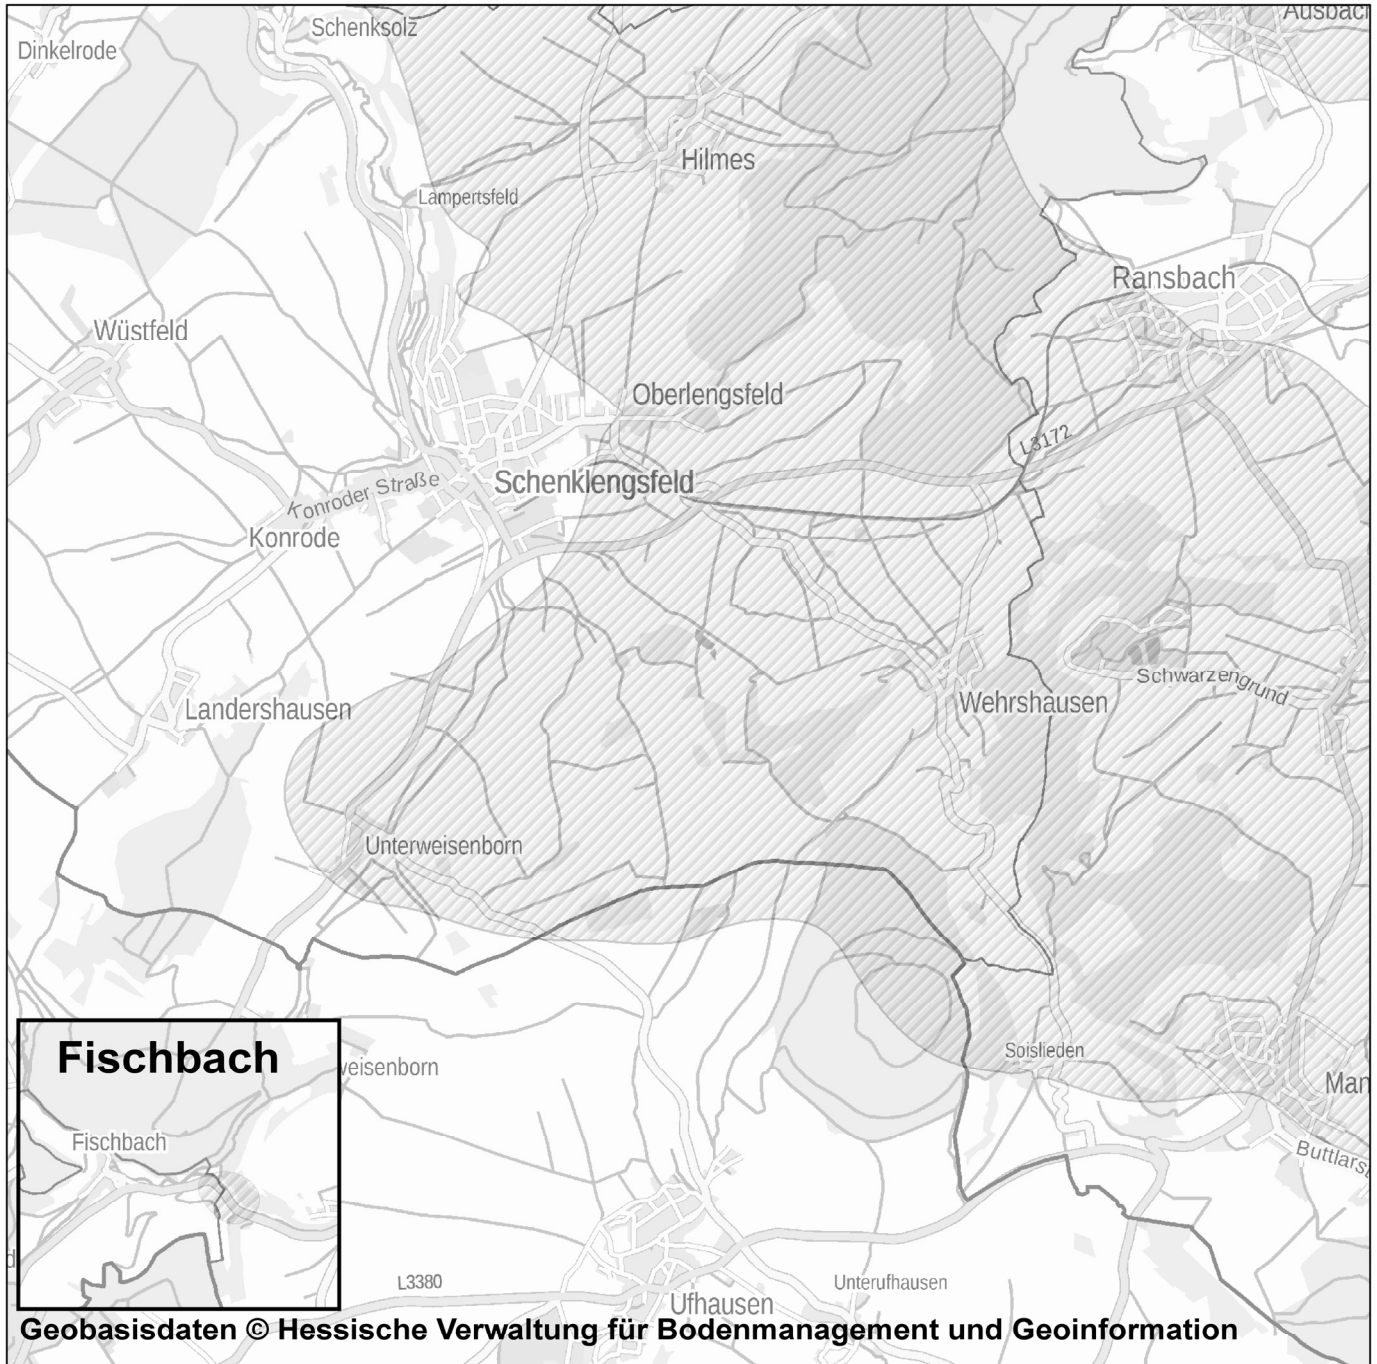 Schenksolz
Ausbach
Dinkelrode
Hilmes
Lampertsfeld
Ransbach
Wüstfeld
Oberlengsfeld
L3172
Schenklengsfeld
Konroder Straße
Konrode
Schwarzengrund
Wehrshausen
Landershausen
Unterweisenborn
Soislieden
Fischbach
weisenborn
Man
Fischbach
Buttlarst
d
L3380
Unterufhausen
Ufhausen
Geobasisdaten © Hessische Verwaltung für Bodenmanagement und Geoinformation